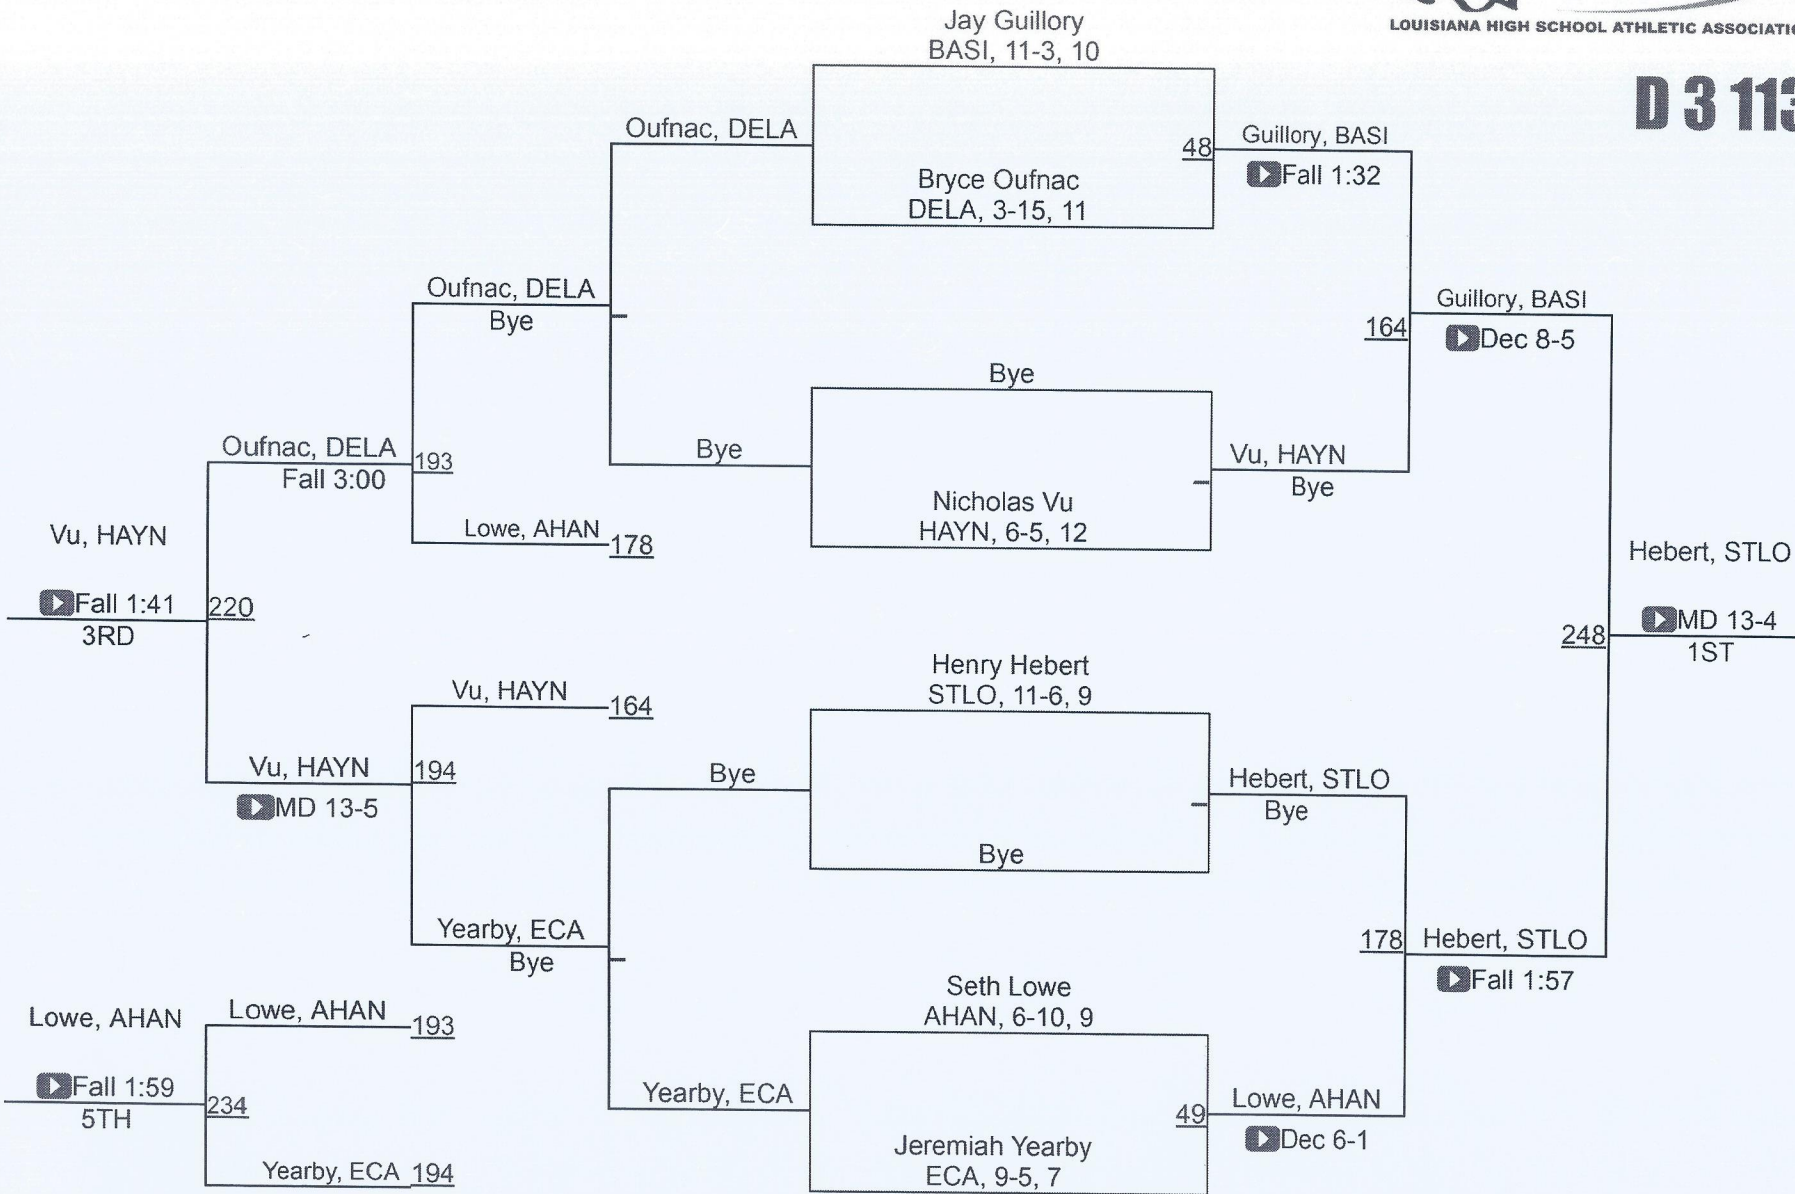 LOUISIANA HIGH SCHOOL ATHLETIC ASSOCIATI
D 3 113
Jay Guillory
BASI, 11-3, 10
Oufnac, DELA
48
Guillory, BASI
Fall 1:32
Bryce Oufnac
DELA, 3-15, 11
Oufnac, DELA
Bye
Guillory, BASI
164
Dec 8-5
Bye
Oufnac, DELA
193
Fall 3:00
Bye
Vu, HAYN
Bye
Nicholas Vu
HAYN, 6-5, 12
Lowe, AHAN
178
Vu, HAYN
Fall 1:41
220
3RD
Hebert, STLO
MD 13-4
248
1ST
Henry Hebert
STLO, 11-6, 9
Vu, HAYN
164
Vu, HAYN
194
MD 13-5
Bye
Hebert, STLO
Bye
Bye
Yearby, ECA
Bye
178
Hebert, STLO
Fall 1:57
Seth Lowe
AHAN, 6-10, 9
Lowe, AHAN
Lowe, AHAN
193
Fall 1:59
234
5TH
Yearby, ECA
49
Lowe, AHAN
Dec 6-1
Jeremiah Yearby
ECA, 9-5, 7
Yearby, ECA
194